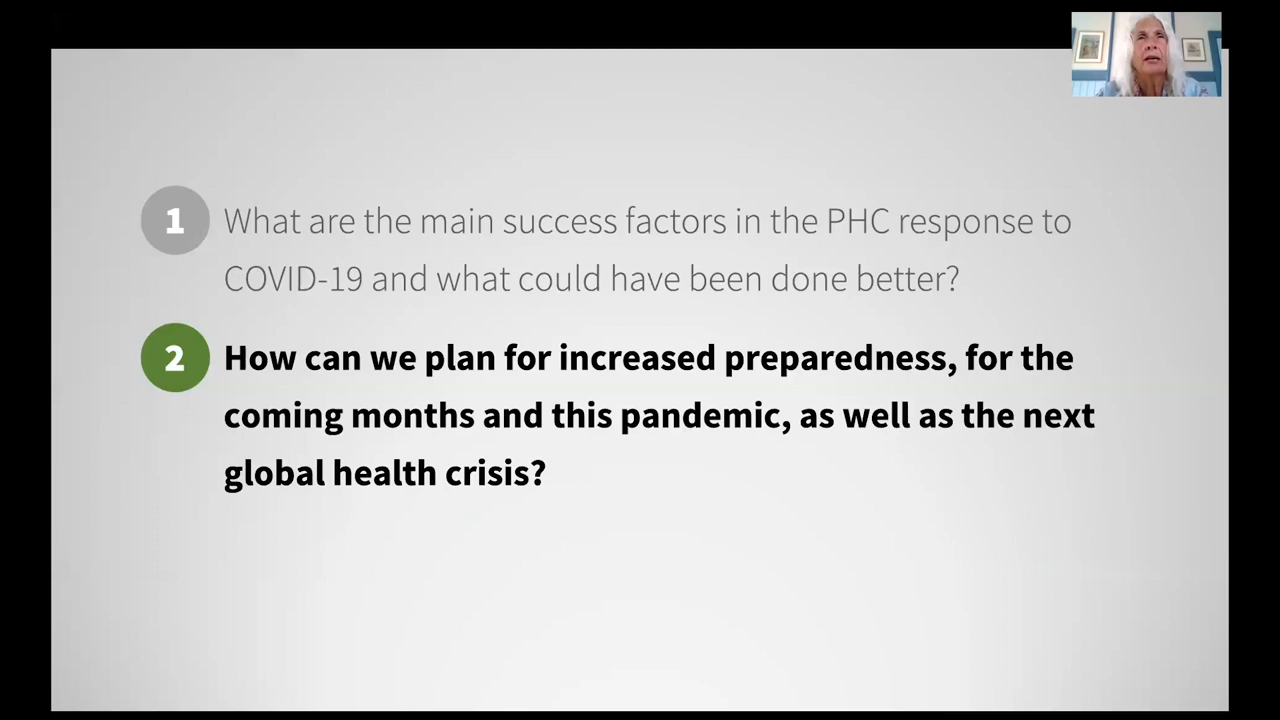 1 What are the main success factors in the PHC response to
COVID-19 and what could have been done better?
2 How can we plan for increased preparedness, for the
coming months and this pandemic, as well as the next
global health crisis?